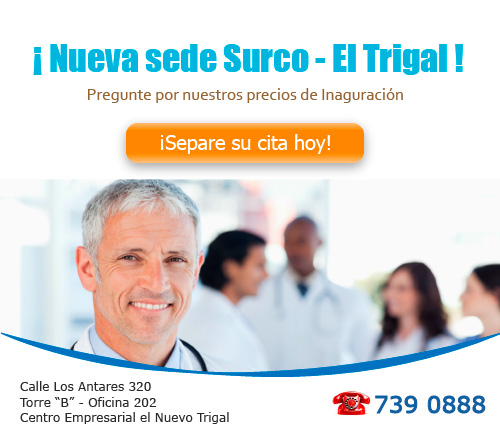 ¡ Nueva sede Surco - El Trigal !
Pregunte por nuestros precios de Inaguración
¡Separe su cita hoy!
Calle Los Antares 320
Torre “B” - Oficina 202
Centro Empresarial el Nuevo Trigal
739 0888